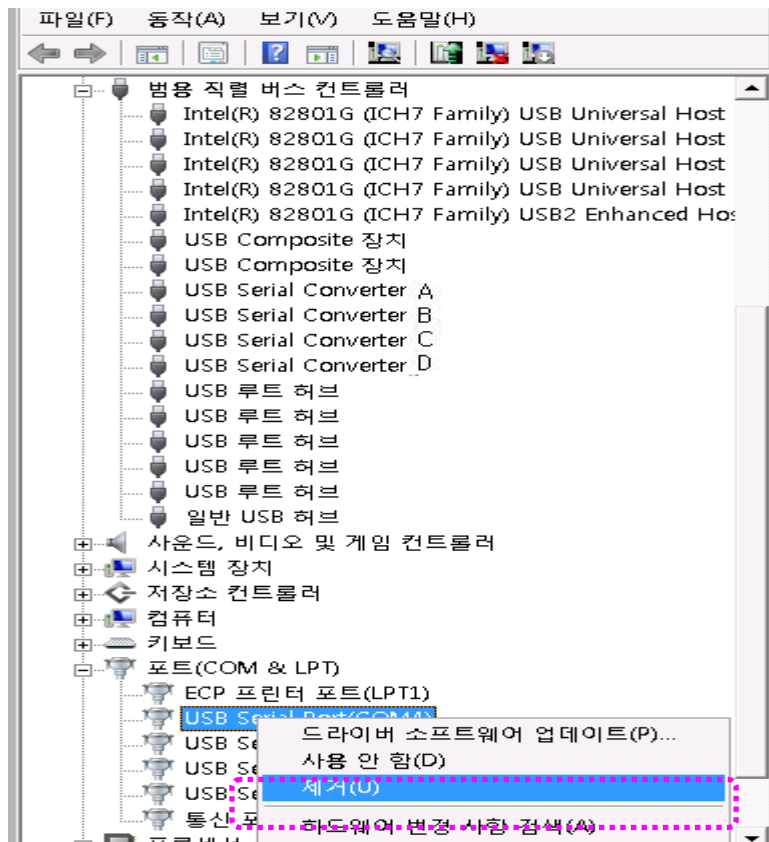 파일(F) 동작(A) 보기(V) 도움말(H)
범용 직렬 버스 컨트롤러
Intel(R) 82801G (ICH7 Family) USB Universal Host
Intel(R) 82801G (ICH7 Family) USB Universal Host
Intel(R) 82801G (ICH7 Family) USB Universal Host
Intel(R) 82801G (ICH7 Family) USB Universal Host
Intel(R) 82801G (ICH7 Family) USB2 Enhanced Hos
USB Composite 장치
USB Composite 장치
USB Serial Converter A
USB Serial Converter B
USB Serial Converter C
USB Serial Converter D
USB 루트 허브
USB 루트 허브
USB 루트 허브
USB 루트 허브
USB 루트 허브
일반 USB 허브
사운드, 비디오 및 게임 컨트롤러
시스템 장치
저장소 컨트롤러
컴퓨터
키보드
포트(COM & LPT)
ECP 프린터 포트(LPT1)
USB Serial Port(COM4)
드라이버 소프트웨어 업데이트(P)...
USB Se
사용 안 함(D)
USB Se
제거(U)
USB Se
통신 포
하드웨어 변경 사항 검색(A)